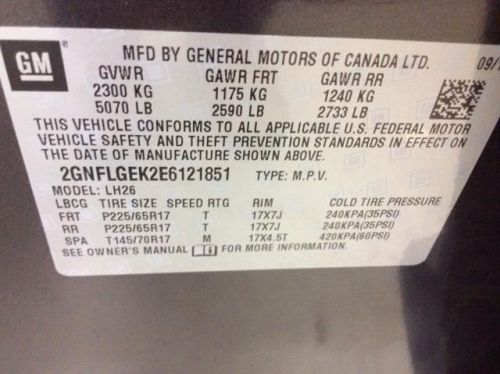 GM
MFD BY GENERAL MOTORS OF CANADA LTD. 09/
GVWR GAWR FRT GAWR RR
2300 KG 1175 KG 1240 KG
5070 LB 2590 LB 2733 LB
THIS VEHICLE CONFORMS TO ALL APPLICABLE U.S. FEDERAL MOTOR
VEHICLE SAFETY AND THEFT PREVENTION STANDARDS IN EFFECT ON
THE DATE OF MANUFACTURE SHOWN ABOVE.
2GNFLGEK2E6121851 TYPE: M.P.V.
MODEL: LH26
LBCG TIRE SIZE SPEED RTG RIM COLD TIRE PRESSURE
FRT P225/65R17 T 17X7J 240KPA(35PSI)
RR P225/65R17 T 17X7J 240KPA(35PSI)
SPA T145/70R17 M 17X4.5T 420KPA(60PSI)
SEE OWNER'S MANUAL FOR MORE INFORMATION.